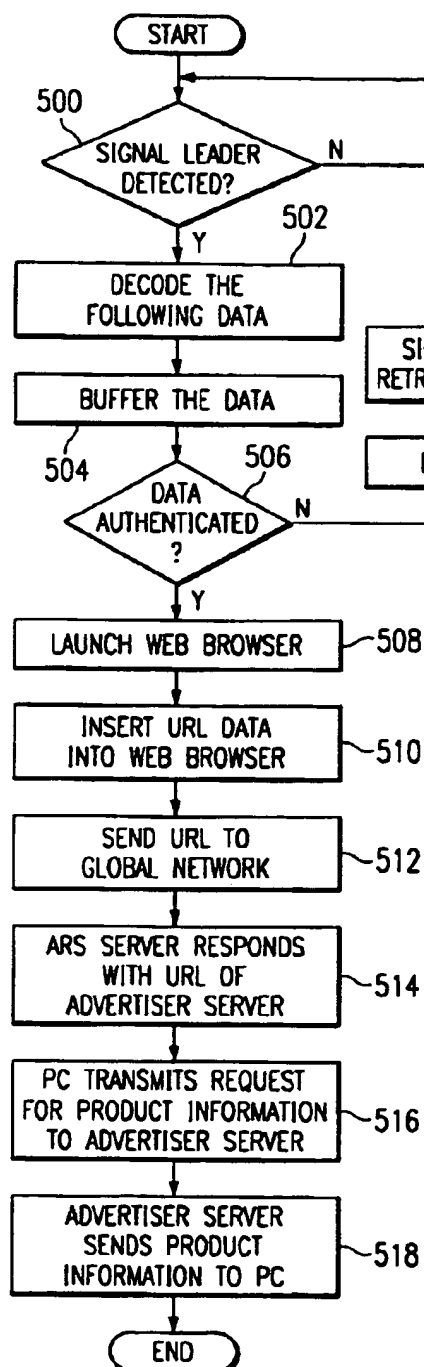 START
500
SIGNAL LEADER
DETECTED?
N
Y
502
DECODE THE
FOLLOWING DATA
BUFFER THE DATA
504
506
DATA
AUTHENTICATED
?
N
Y
LAUNCH WEB BROWSER
508
INSERT URL DATA
INTO WEB BROWSER
510
SEND URL TO
GLOBAL NETWORK
512
ARS SERVER RESPONDS
WITH URL OF
ADVERTISER SERVER
514
PC TRANSMITS REQUEST
FOR PRODUCT INFORMATION
TO ADVERTISER SERVER
516
ADVERTISER SERVER
SENDS PRODUCT
INFORMATION TO PC
518
END